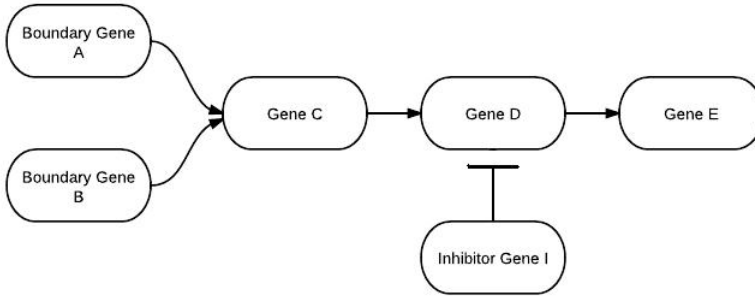 Boundary Gene
A
Gene C
Gene D
Gene E
Boundary Gene
B
Inhibitor Gene I